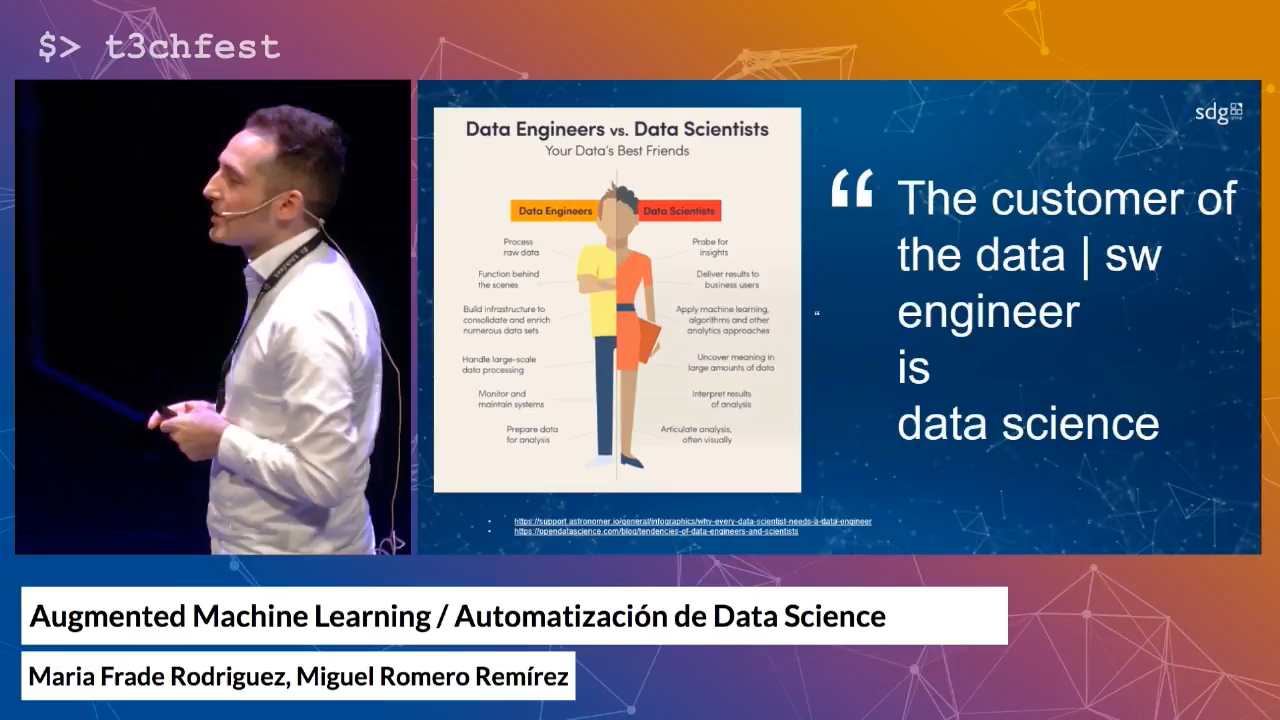 $> t3chfest
Data Engineers vs. Data Scientists
Your Data's Best Friends
Data Engineers
Data Scientists
Process
raw data
Function behind
the scenes
Build infrastructure to
consolidate and enrich
numerous data sets
Handle large-scale
data processing
Monitor and
maintain systems
Prepare data
for analysis
Probe for
insights
Deliver results to
business users
Apply machine learning,
algorithms and other
analytics approaches
Uncover meaning in
large amounts of data
Interpret results
of analysis
Articulate analysis,
often visually
sdg
“
“ The customer of
the data | sw
engineer
is
data science
https://support.astronomer.io/general/infographics/why-every-data-scientist-needs-a-data-engineer
https://opendatascience.com/blog/tendencies-of-data-engineers-and-scientists
Augmented Machine Learning / Automatización de Data Science
Maria Frade Rodriguez, Miguel Romero Remírez